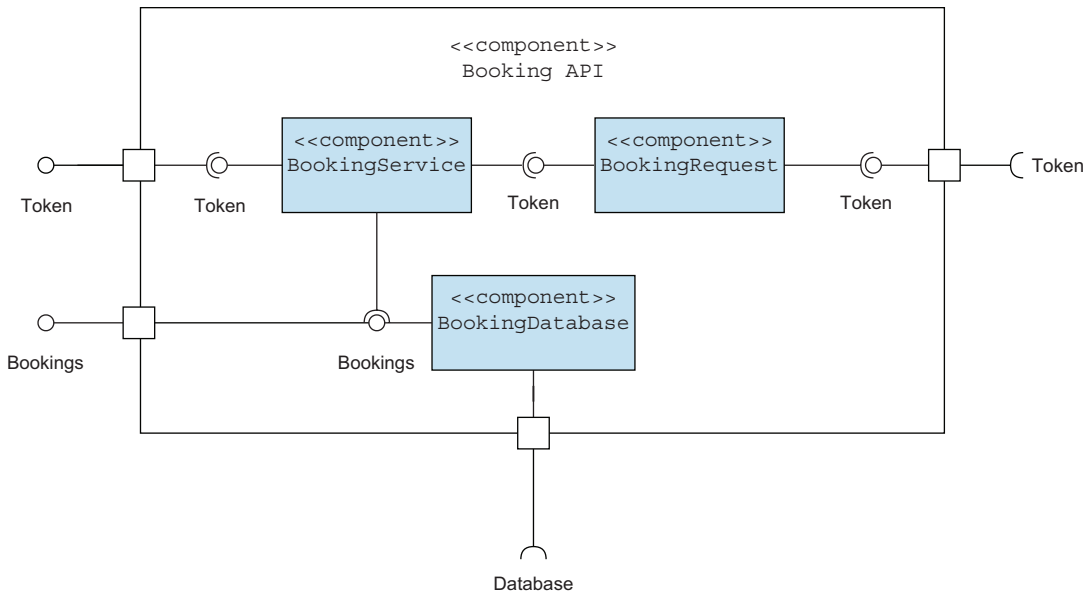 <<component>>
Booking API
<<component>>
BookingService
<<component>>
BookingRequest
Token
Token
Token
Token
Token
<<component>>
BookingDatabase
Bookings
Bookings
Database